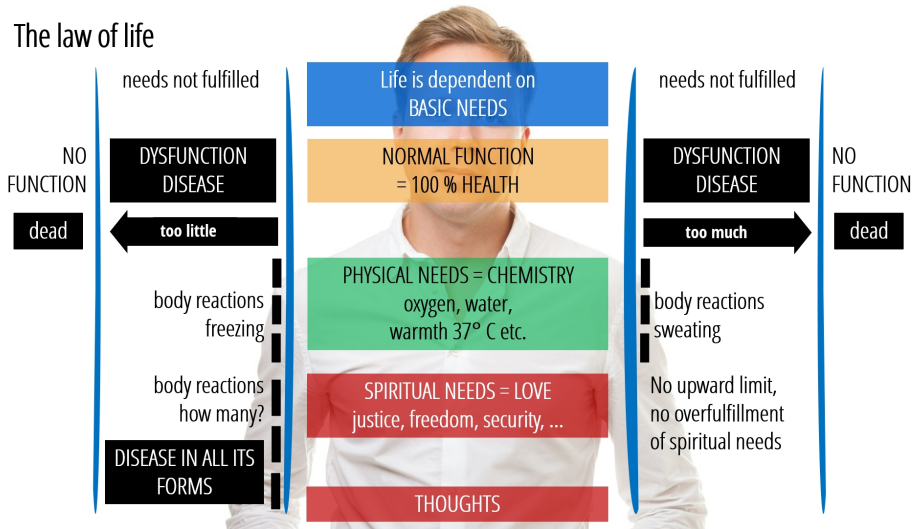 The law of life
needs not fulfilled
Life is dependent on
BASIC NEEDS
needs not fulfilled
NO
FUNCTION
DYSFUNCTION
DISEASE
NORMAL FUNCTION
= 100 % HEALTH
DYSFUNCTION
DISEASE
NO
FUNCTION
dead
too little
too much
dead
PHYSICAL NEEDS = CHEMISTRY
oxygen, water,
warmth 37° C etc.
body reactions
freezing
body reactions
sweating
body reactions
how many?
SPIRITUAL NEEDS = LOVE
justice, freedom, security, ...
No upward limit,
no overfulfillment
of spiritual needs
DISEASE IN ALL ITS
FORMS
THOUGHTS